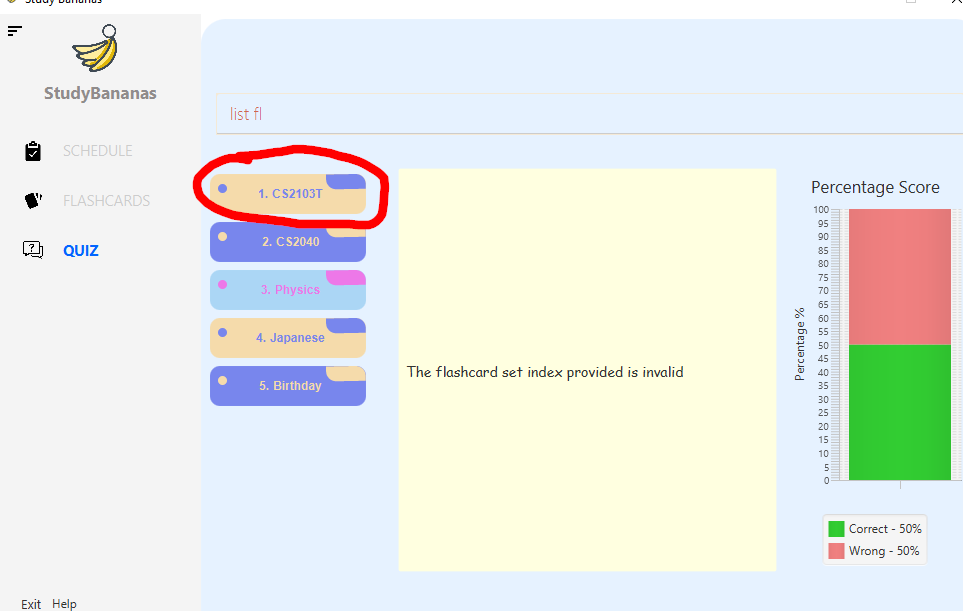 Study Bananas
StudyBananas
SCHEDULE
FLASHCARDS
QUIZ
Exit Help
list fl
1. CS2103T
2. CS2040
3. Physics
4. Japanese
5. Birthday
The flashcard set index provided is invalid
Percentage Score
Percentage %
100
95
90
85
80
75
70
65
60
55
50
45
40
35
30
25
20
15
10
5
0
Correct - 50%
Wrong - 50%